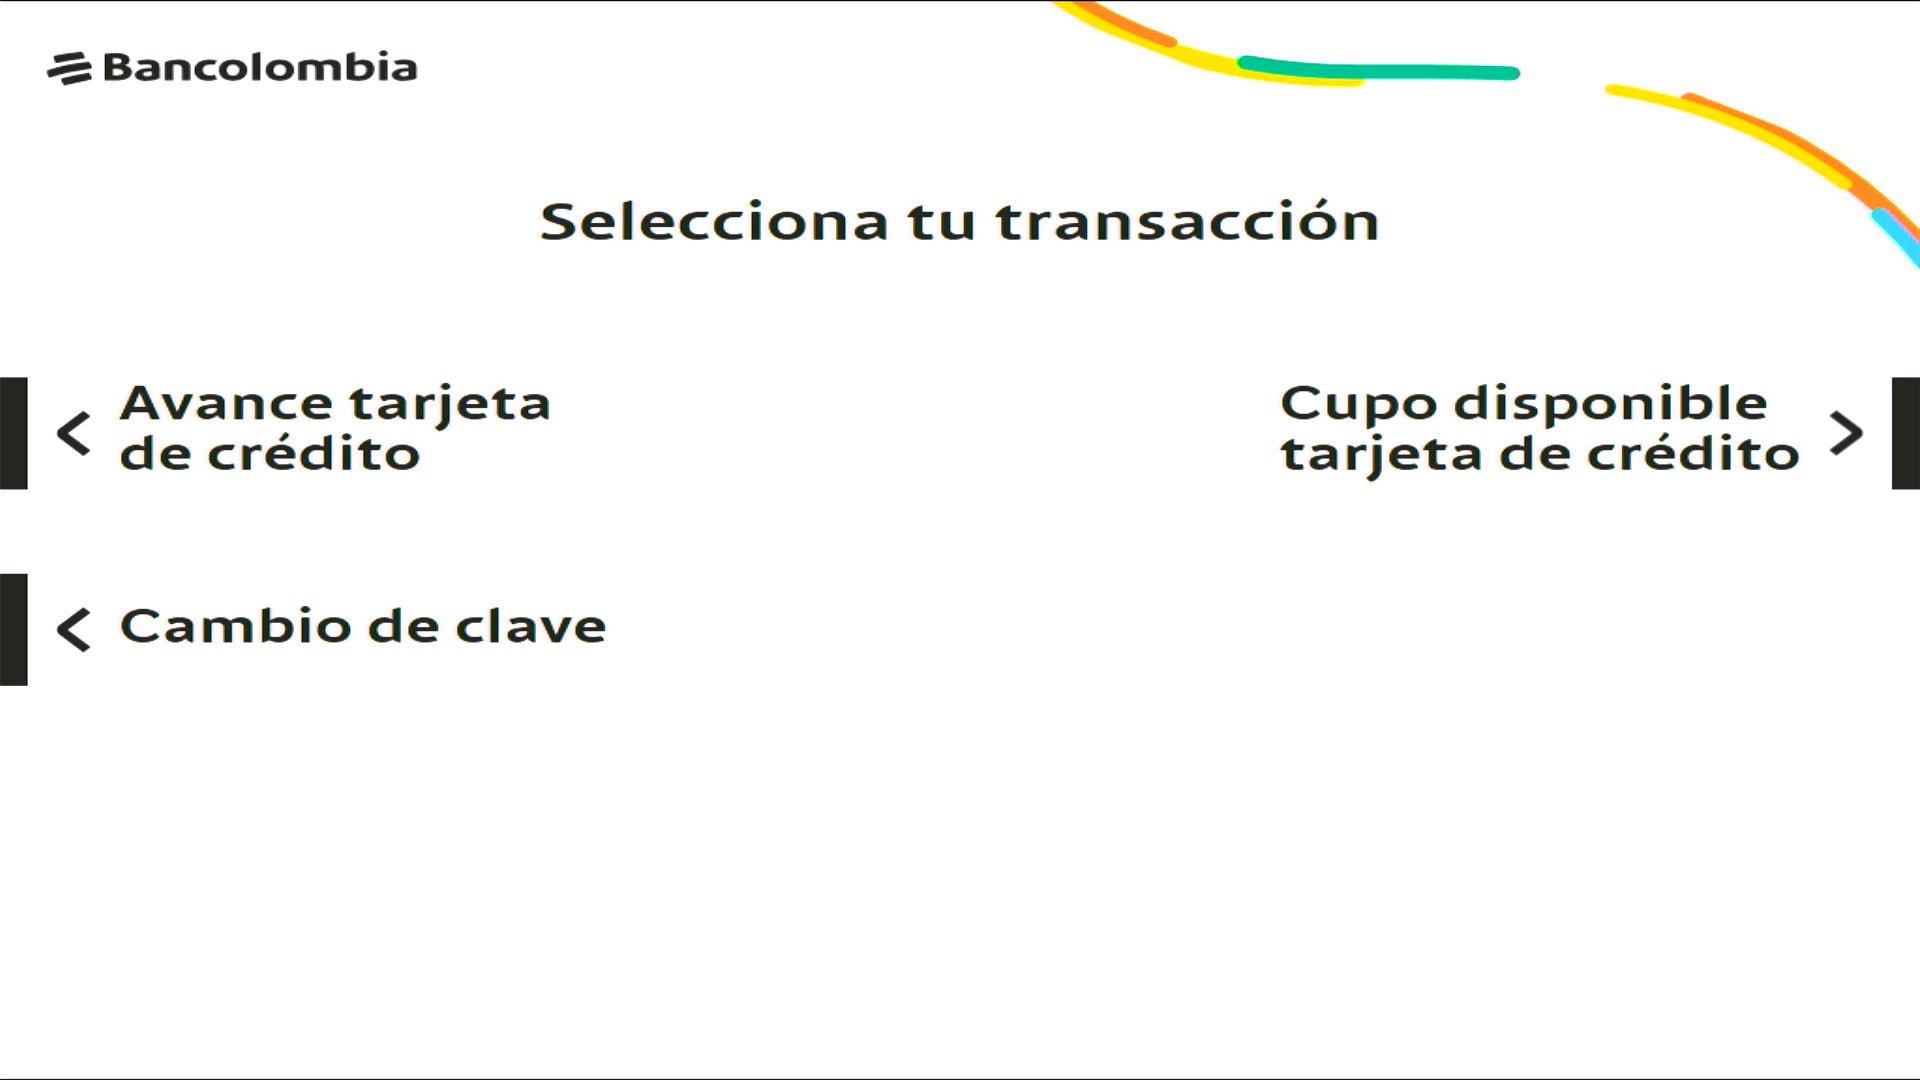 Bancolombia
Selecciona tu transacción
Avance tarjeta
de crédito
Cupo disponible
tarjeta de crédito
Cambio de clave